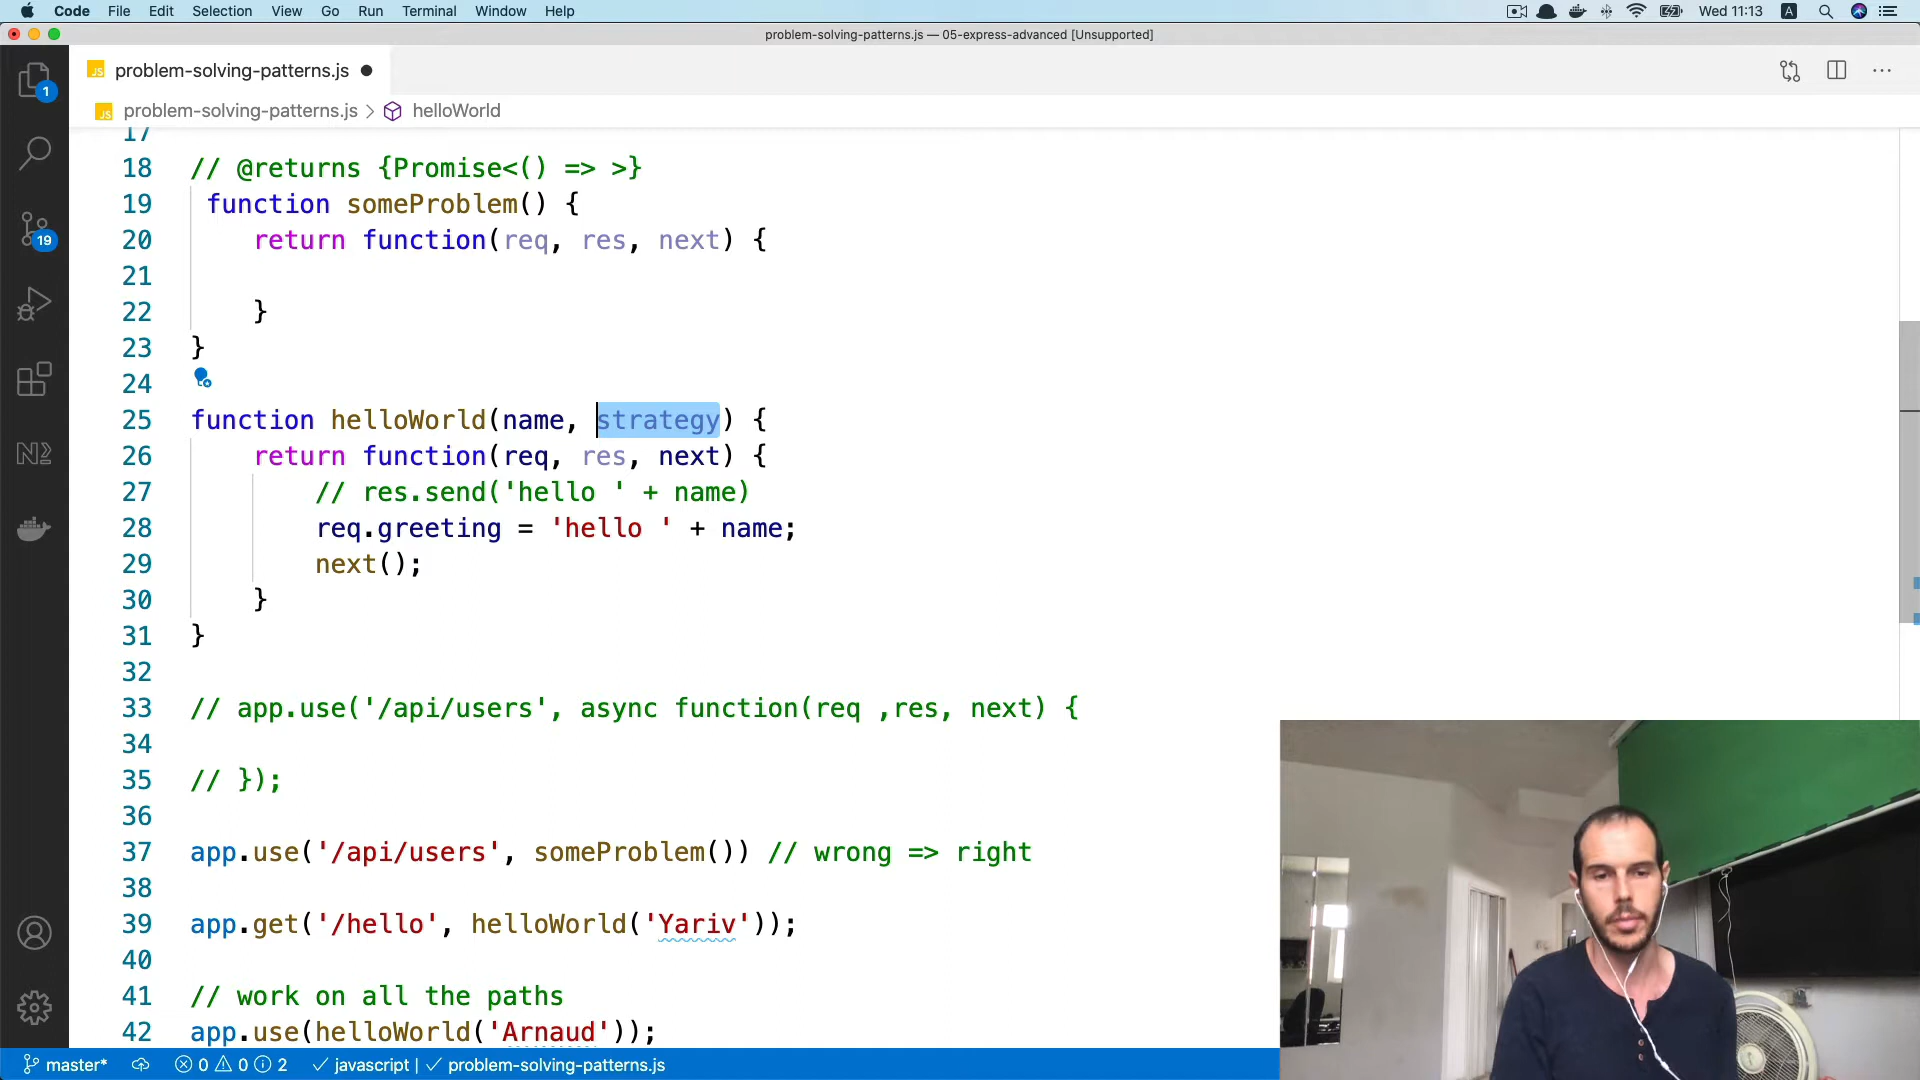 Code File Edit Selection View Go Run Terminal Window Help Wed 11:13 A
problem-solving-patterns.js — 05-express-advanced [Unsupported]
JS problem-solving-patterns.js
JS problem-solving-patterns.js > helloWorld
1
19
17
18 // @returns {Promise<() => >}
19 function someProblem() {
20 return function(req, res, next) {
21
22 }
23 }
24
25 function helloWorld(name, strategy) {
26 return function(req, res, next) {
27 // res.send('hello ' + name)
28 req.greeting = 'hello ' + name;
29 next();
30 }
31 }
32
33 // app.use('/api/users', async function(req ,res, next) {
34
35 // });
36
37 app.use('/api/users', someProblem()) // wrong => right
38
39 app.get('/hello', helloWorld('Yariv'));
40
41 // work on all the paths
42 app.use(helloWorld('Arnaud'));
master* 0 0 2 javascript | problem-solving-patterns.js